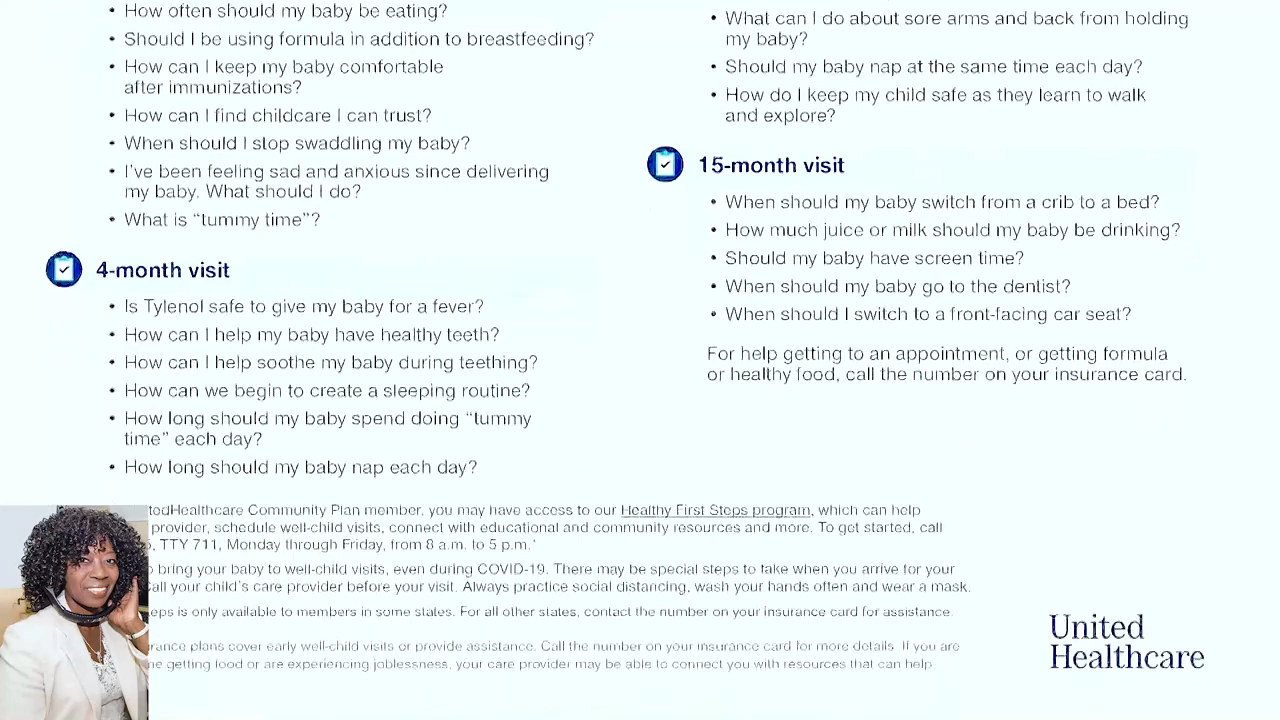 • How often should my baby be eating?
• Should I be using formula in addition to breastfeeding?
• How can I keep my baby comfortable
after immunizations?
• How can I find childcare I can trust?
• When should I stop swaddling my baby?
• I've been feeling sad and anxious since delivering
my baby. What should I do?
• What is “tummy time”?
4-month visit
• Is Tylenol safe to give my baby for a fever?
• How can I help my baby have healthy teeth?
• How can I help soothe my baby during teething?
• How can we begin to create a sleeping routine?
• How long should my baby spend doing “tummy
time” each day?
• How long should my baby nap each day?
• What can I do about sore arms and back from holding
my baby?
• Should my baby nap at the same time each day?
• How do I keep my child safe as they learn to walk
and explore?
15-month visit
• When should my baby switch from a crib to a bed?
• How much juice or milk should my baby be drinking?
• Should my baby have screen time?
• When should my baby go to the dentist?
• When should I switch to a front-facing car seat?
For help getting to an appointment, or getting formula
or healthy food, call the number on your insurance card.
tedHealthcare Community Plan member, you may have access to our Healthy First Steps program, which can help
provider, schedule well-child visits, connect with educational and community resources and more. To get started, call
, TTY 711, Monday through Friday, from 8 a.m. to 5 p.m.*
bring your baby to well-child visits, even during COVID-19. There may be special steps to take when you arrive for your
all your child's care provider before your visit. Always practice social distancing, wash your hands often and wear a mask.
eps is only available to members in some states. For all other states, contact the number on your insurance card for assistance.
rance plans cover early well-child visits or provide assistance. Call the number on your insurance card for more details. If you are
getting food or are experiencing joblessness, your care provider may be able to connect you with resources that can help.
United
Healthcare